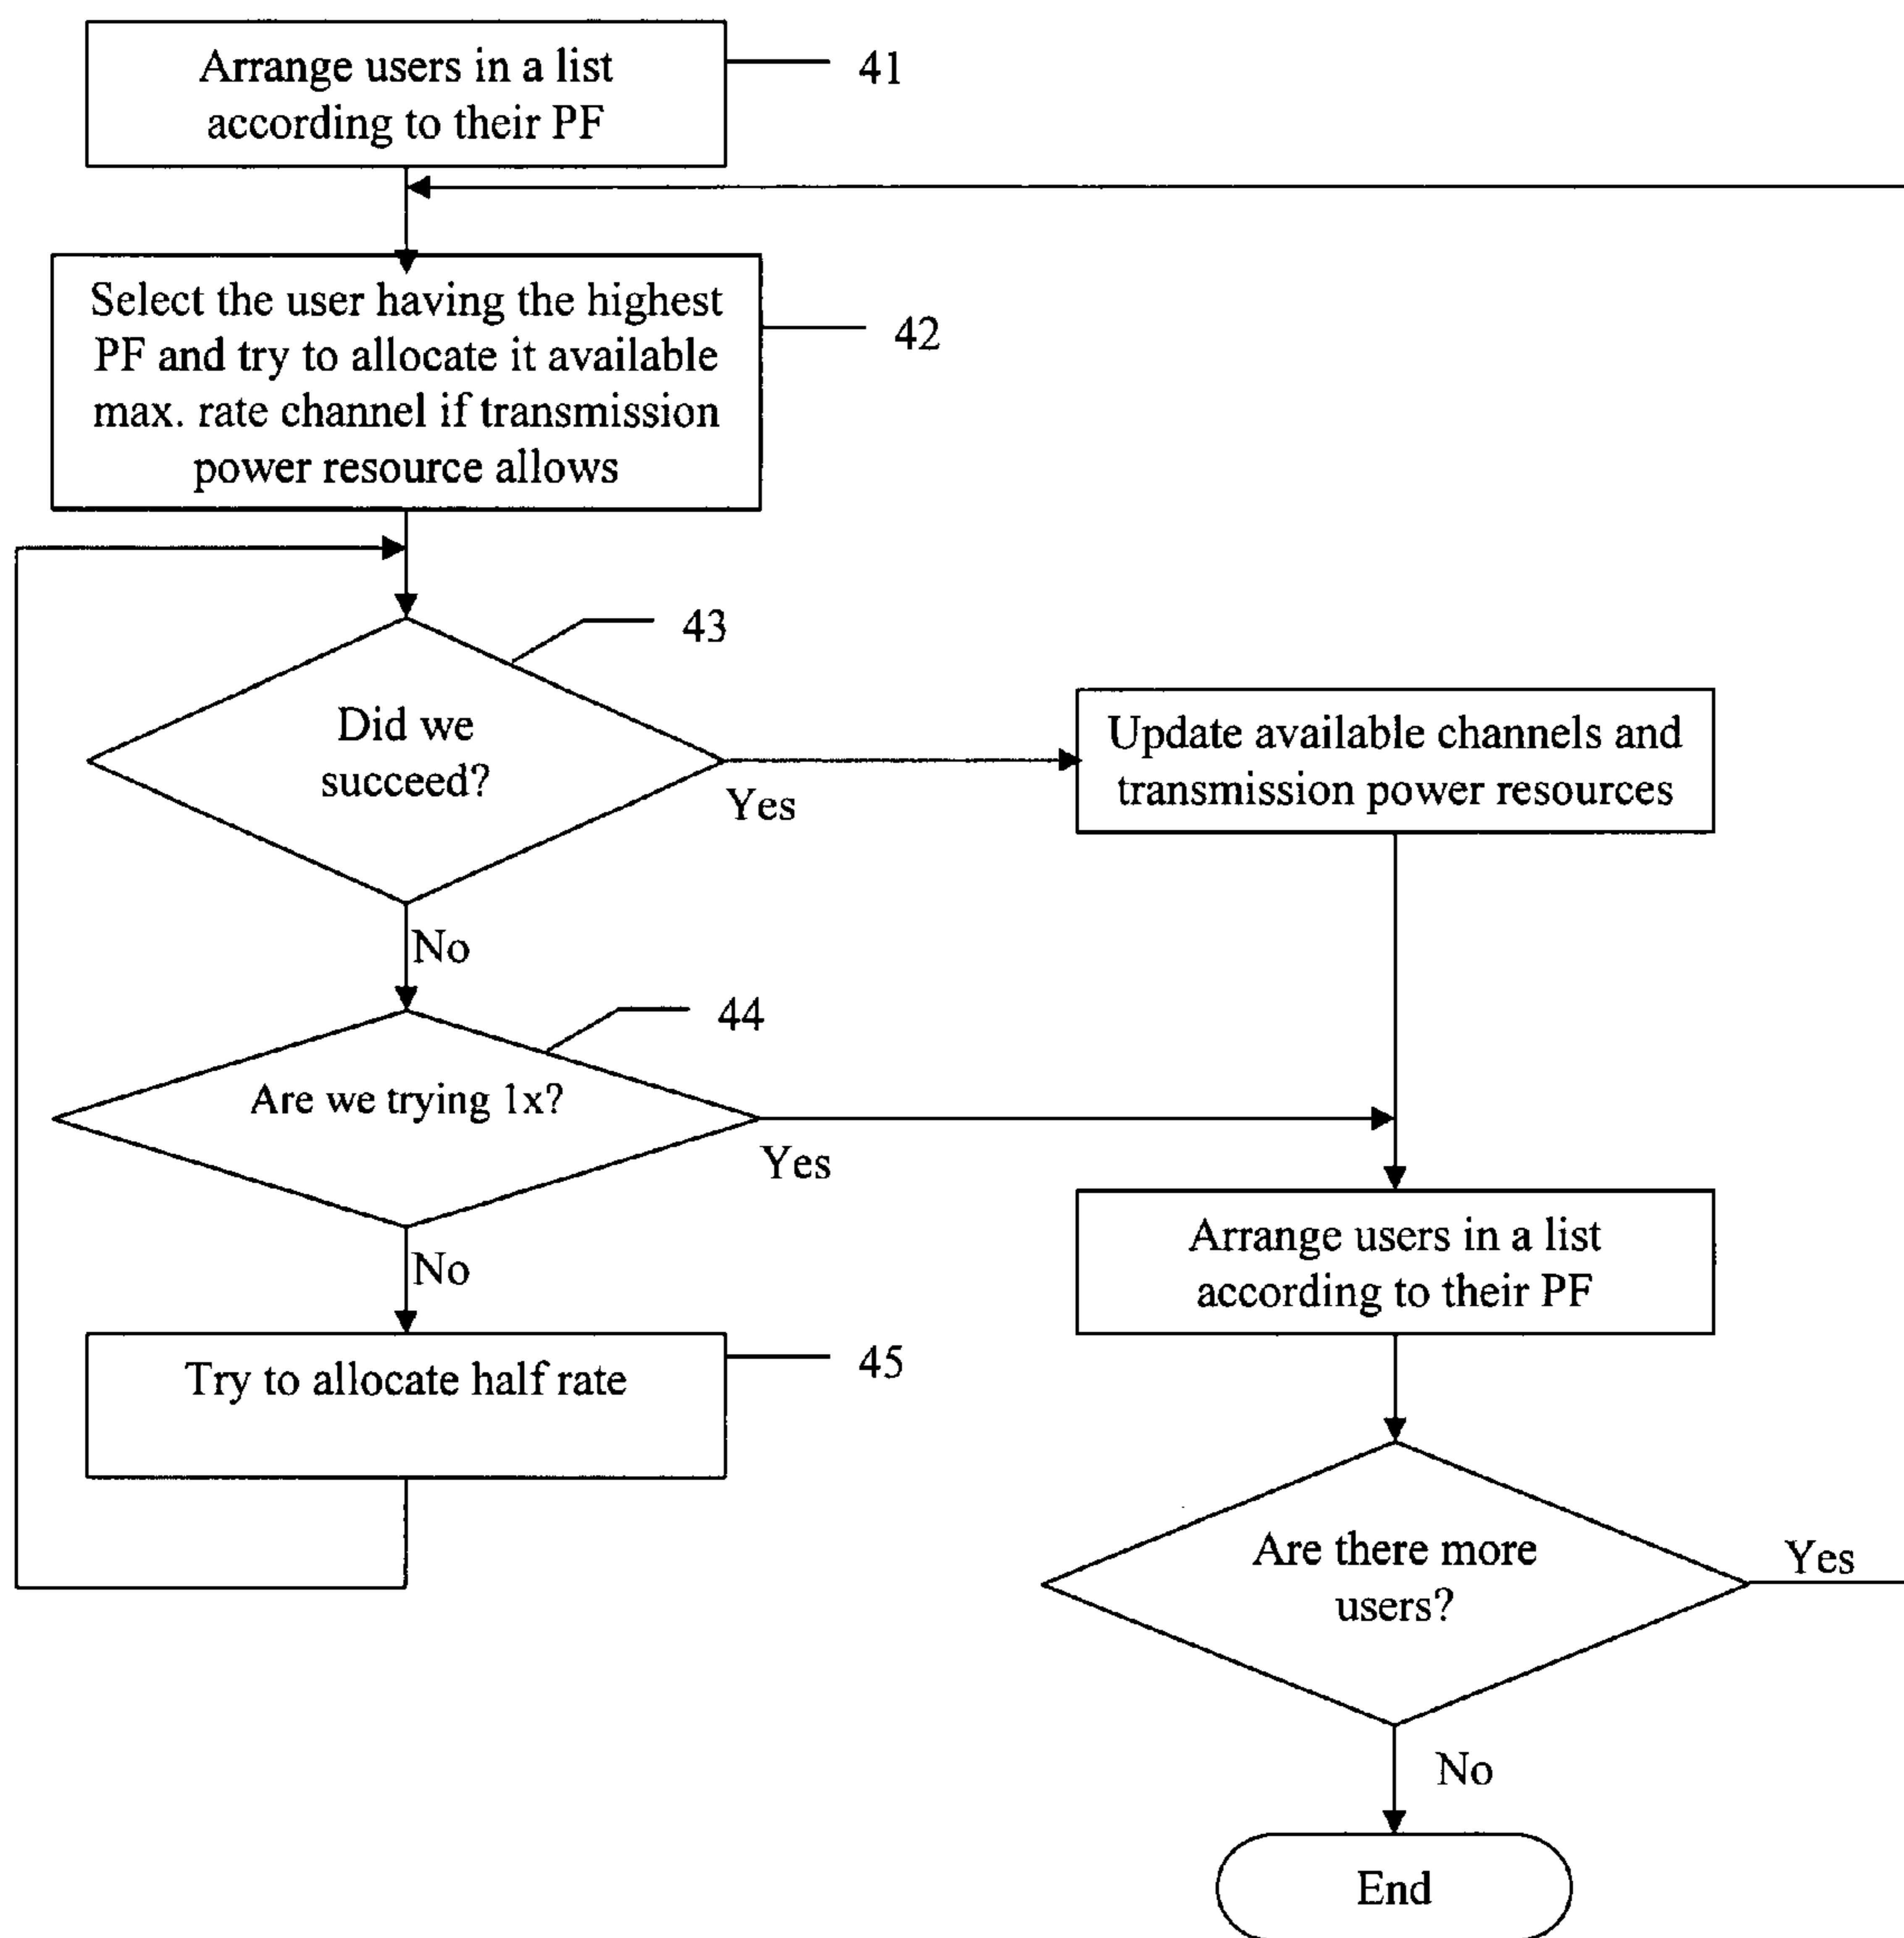 Arrange users in a list
according to their PF
41
Select the user having the highest
PF and try to allocate it available
max. rate channel if transmission
power resource allows
42
43
Did we
succeed?
Yes
Update available channels and
transmission power resources
No
44
Are we trying 1x?
Yes
No
Arrange users in a list
according to their PF
Try to allocate half rate
45
Are there more
users?
Yes
No
End